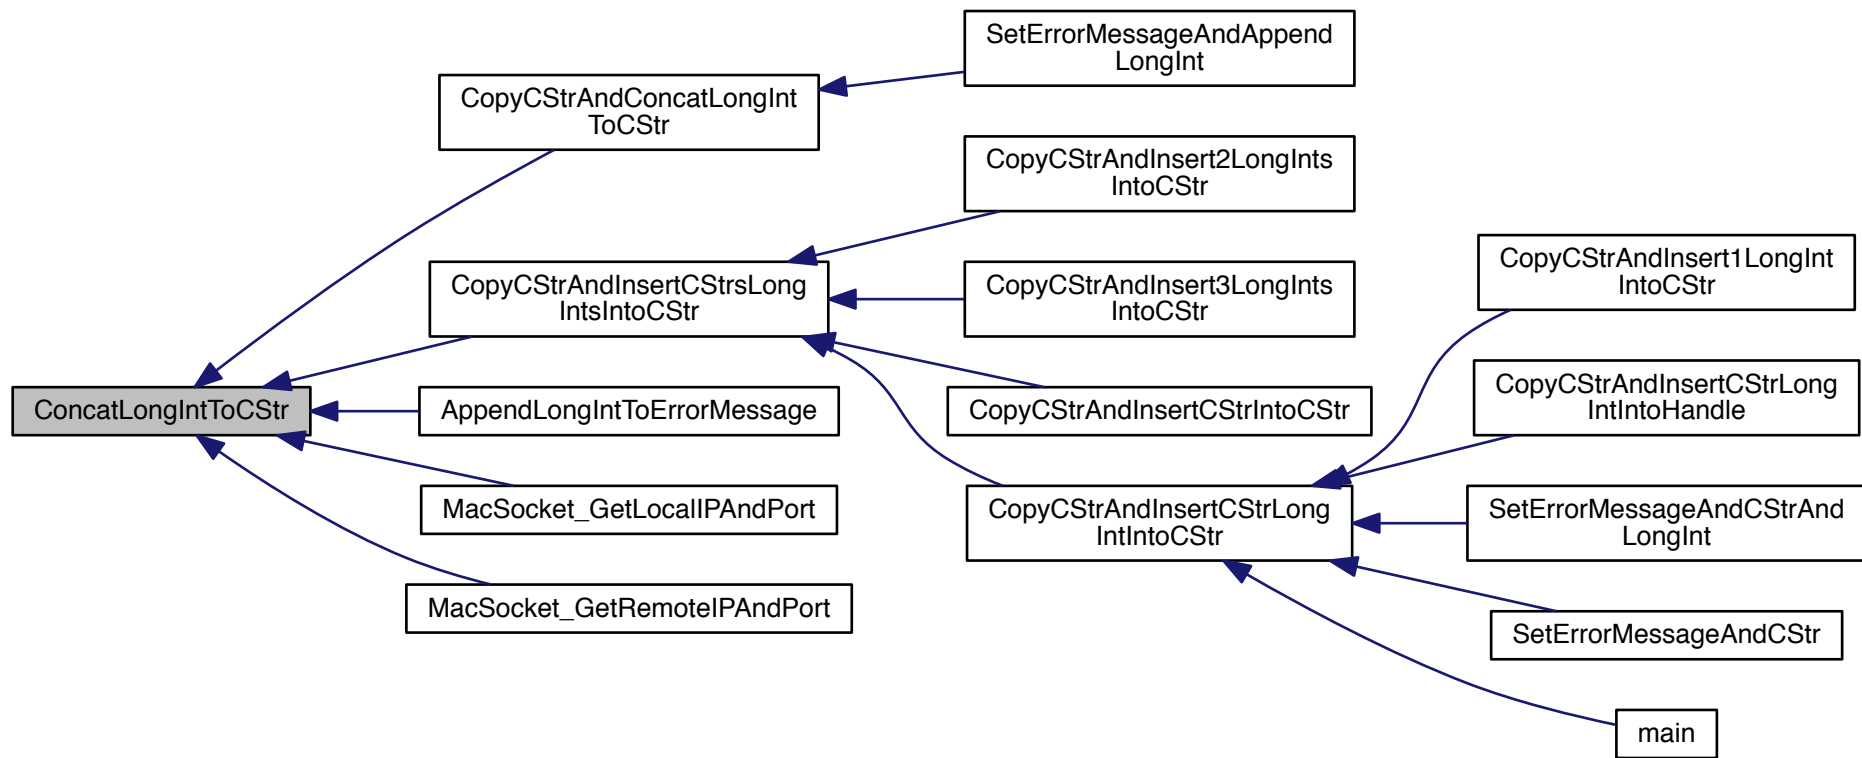 SetErrorMessageAndAppend
LongInt
CopyCStrAndConcatLongInt
ToCStr
CopyCStrAndInsert2LongInts
IntoCStr
CopyCStrAndInsertCStrsLong
IntsIntoCStr
CopyCStrAndInsert3LongInts
IntoCStr
CopyCStrAndInsert1LongInt
IntoCStr
ConcatLongIntToCStr
AppendLongIntToErrorMessage
CopyCStrAndInsertCStrIntoCStr
CopyCStrAndInsertCStrLong
IntIntoHandle
MacSocket_GetLocalIPAndPort
CopyCStrAndInsertCStrLong
IntIntoCStr
SetErrorMessageAndCStrAnd
LongInt
MacSocket_GetRemoteIPAndPort
SetErrorMessageAndCStr
main